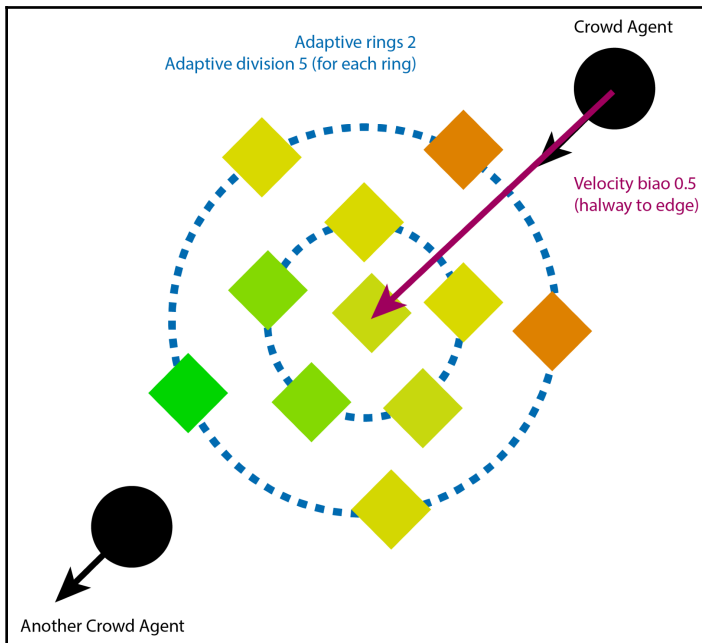 Crowd Agent
Adaptive rings 2
Adaptive division 5 (for each ring)
Velocity biao 0.5
(halway to edge)
Another Crowd Agent